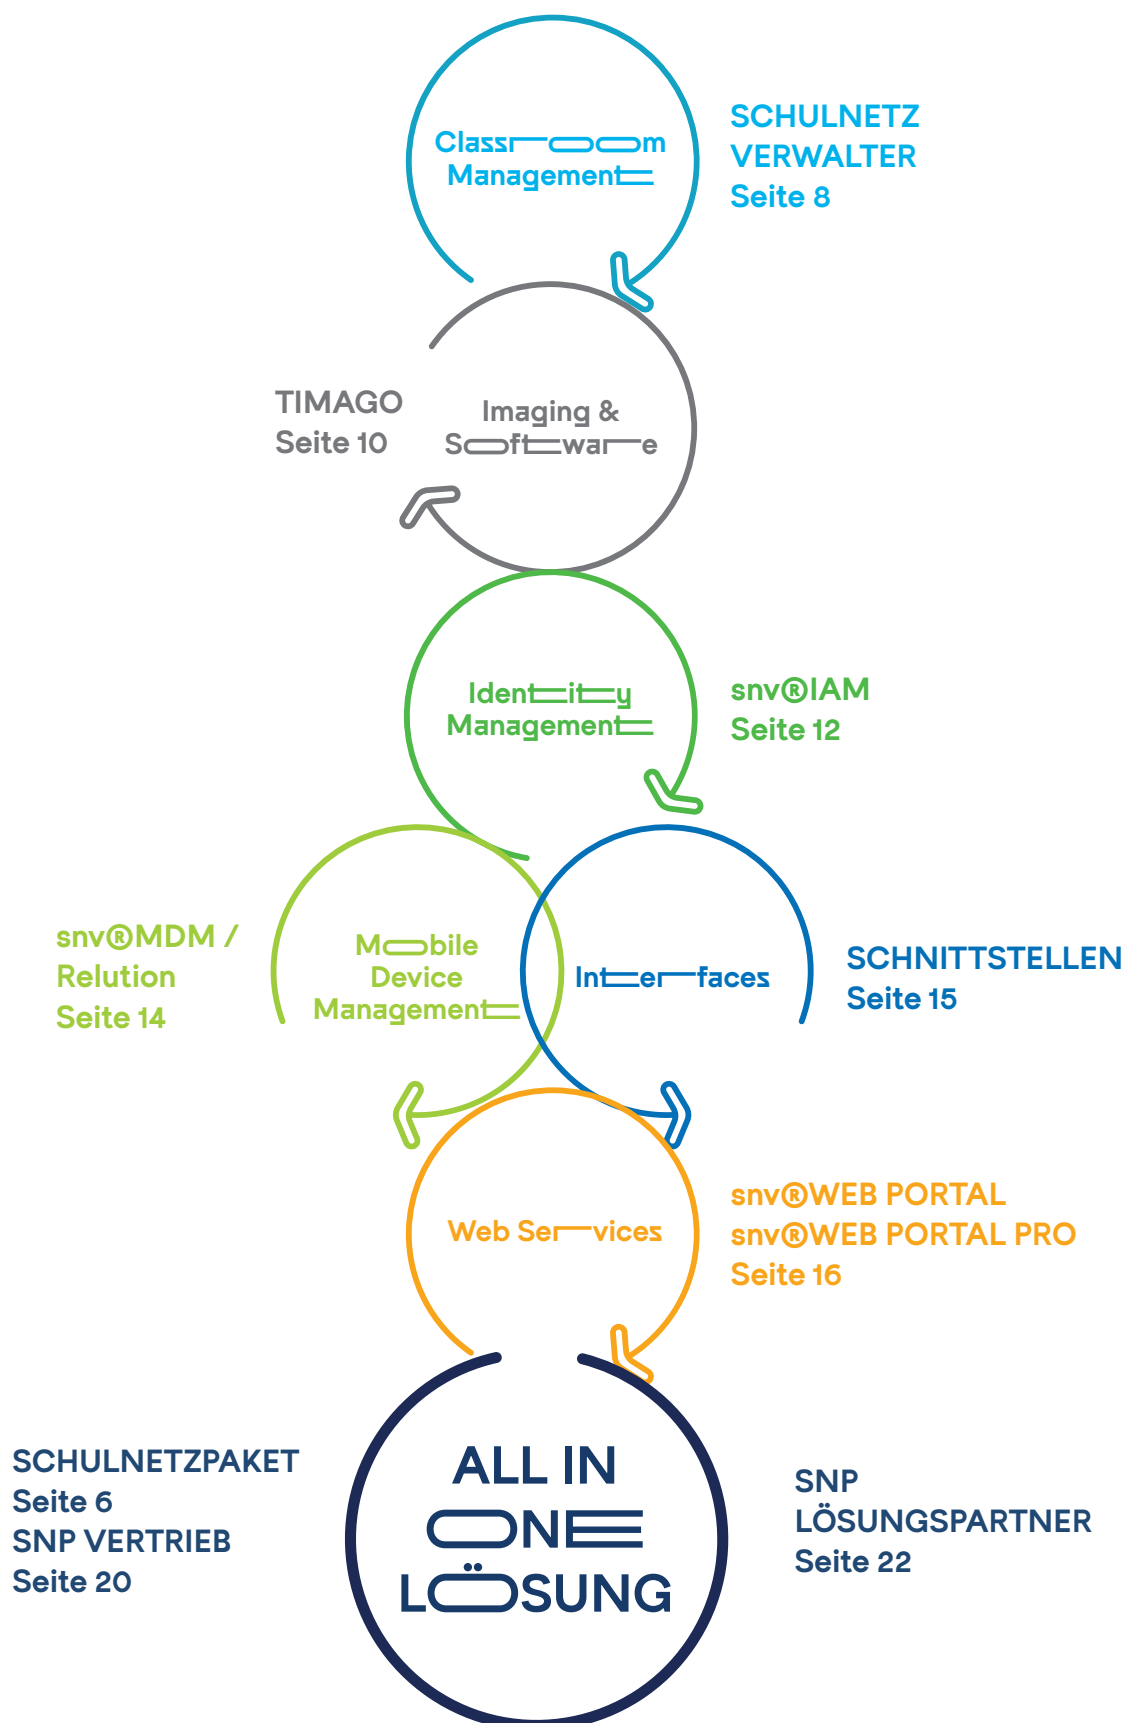 Classroom
Management
SCHULNETZ
VERWALTER
Seite 8
TIMAGO
Seite 10
Imaging &
Software
Identity
Management
snv®IAM
Seite 12
snv®MDM /
Relution
Seite 14
Mobile
Device
Management
Interfaces
SCHNITTSTELLEN
Seite 15
Web Services
snv®WEB PORTAL
snv®WEB PORTAL PRO
Seite 16
SCHULNETZPAKET
Seite 6
SNP VERTRIEB
Seite 20
ALL IN
ONE
LÖSUNG
SNP
LÖSUNGSPARTNER
Seite 22